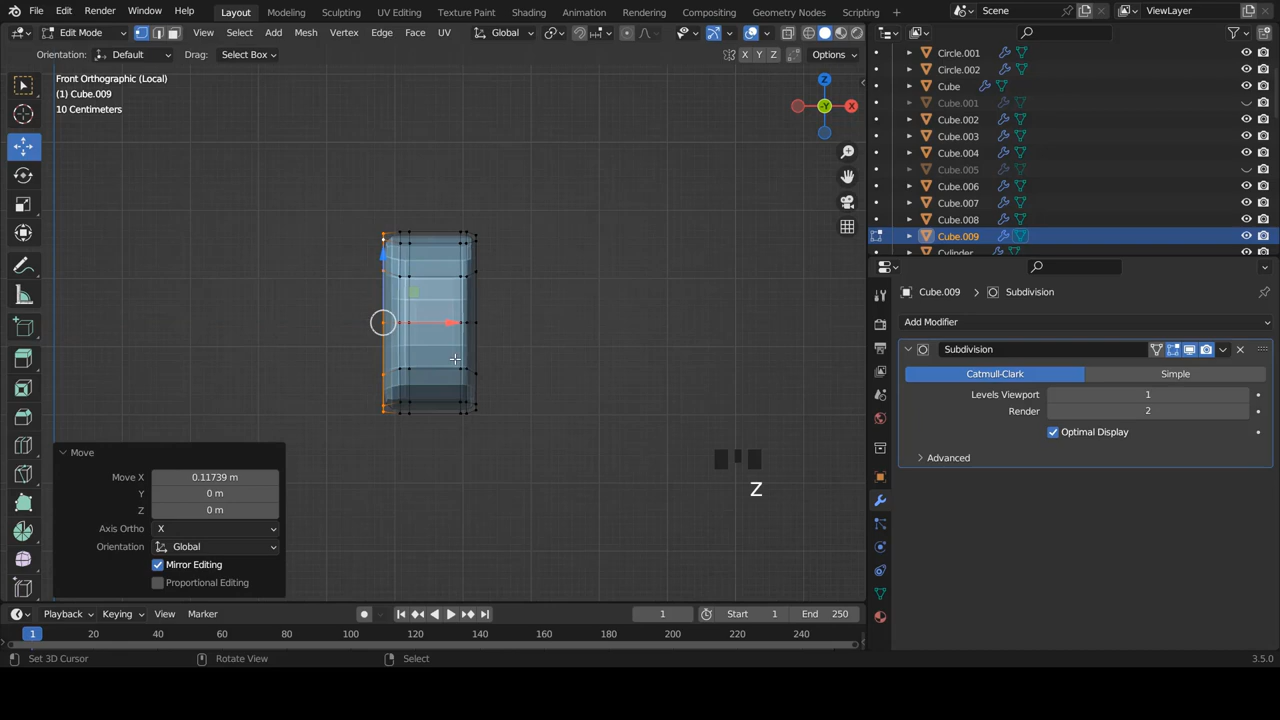 File Edit Render Window Help Layout Modeling Sculpting UV Editing Texture Paint Shading Animation Rendering Compositing Geometry Nodes Scripting Scene ViewLayer
Edit Mode View Select Add Mesh Vertex Edge Face UV Global
Orientation: Default Drag: Select Box X Y Z Options
Front Orthographic (Local)
(1) Cube.009
10 Centimeters
Z
-Y
X
Circle.001
Circle.002
Cube
Cube.001
Cube.002
Cube.003
Cube.004
Cube.005
Cube.006
Cube.007
Cube.008
Cube.009
Cylinder
Cube.009 > Subdivision
Add Modifier
Subdivision
Catmull-Clark Simple
Levels Viewport 1
Render 2
Optimal Display
Advanced
Move
Move X 0.11739 m
Y 0 m
Z 0 m
Axis Ortho X
Orientation Global
Mirror Editing
Proportional Editing
Z
Playback Keying View Marker 1 Start 1 End 250
1 20 40 60 80 100 120 140 160 180 200 220 240
Set 3D Cursor Rotate View Select 3.5.0